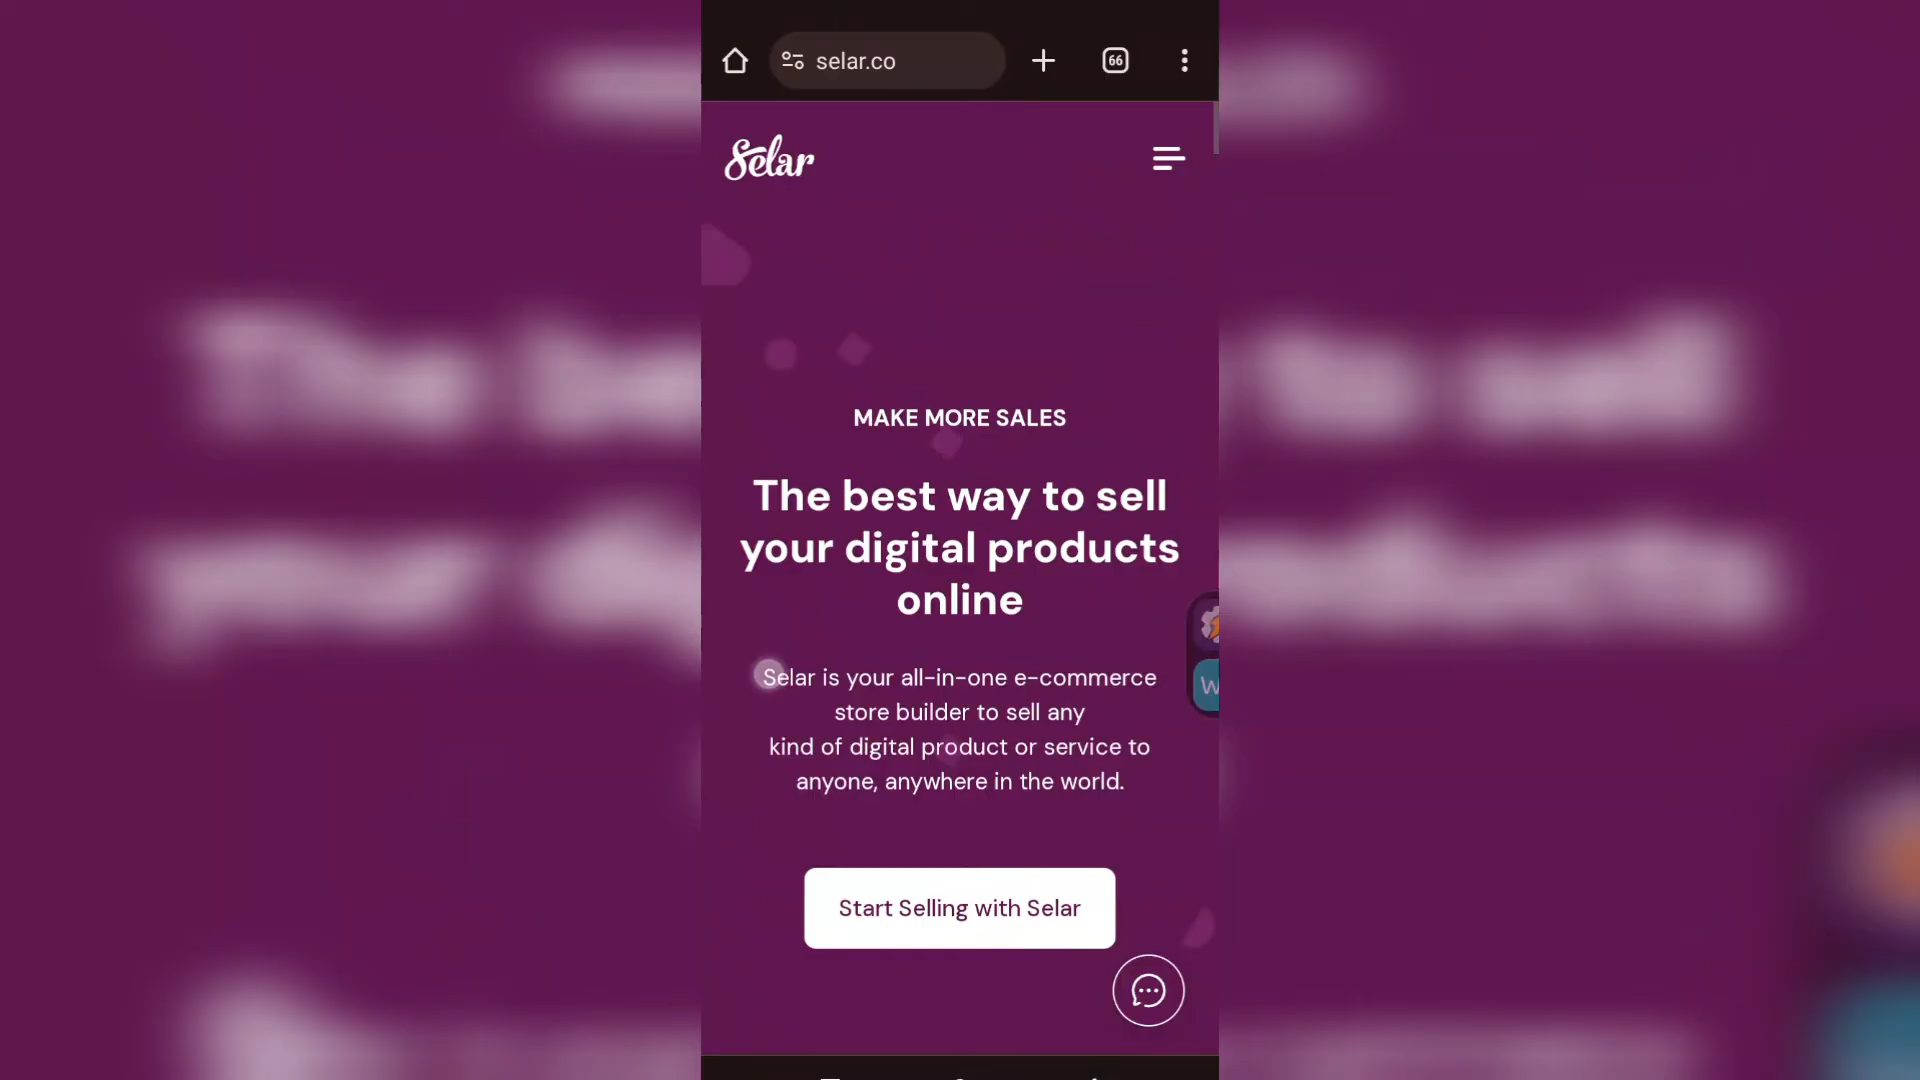 selar.co
66
Selar
MAKE MORE SALES
The best way to sell
your digital products
online
Selar is your all-in-one e-commerce
store builder to sell any
kind of digital product or service to
anyone, anywhere in the world.
W
Start Selling with Selar